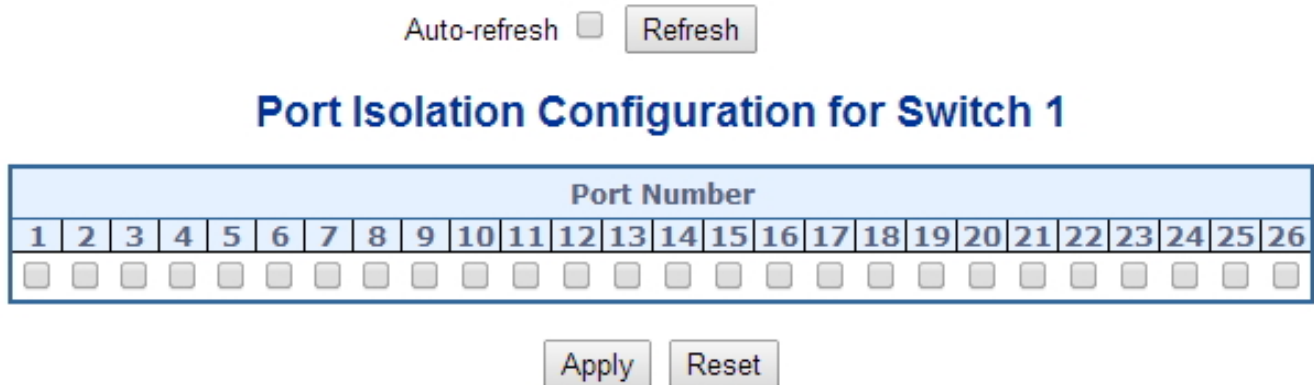 Auto-refresh Refresh
Port Isolation Configuration for Switch 1
Port Number
1 2 3 4 5 6 7 8 9 10 11 12 13 14 15 16 17 18 19 20 21 22 23 24 25 26
Apply Reset